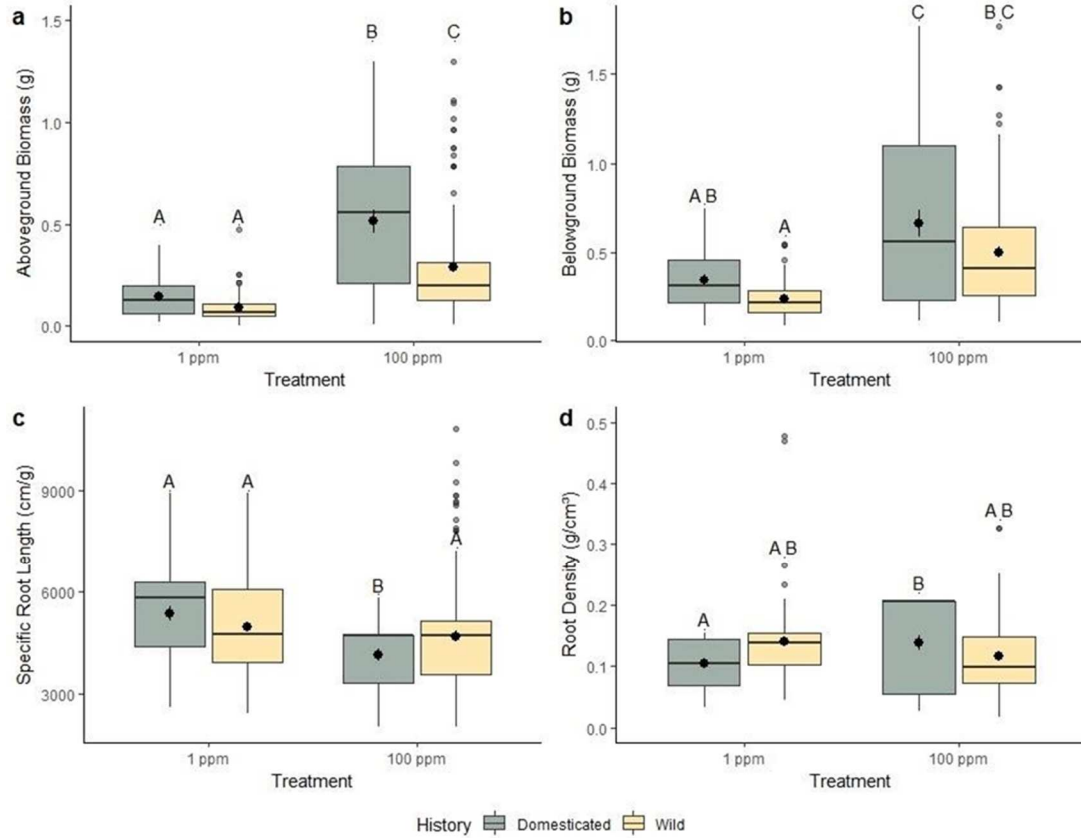 a
Aboveground Biomass (g)
1.5
1.0
0.5
0.0
A
A
B
C
1 ppm
100 ppm
Treatment
b
Belowground Biomass (g)
1.5
1.0
0.5
0.0
A B
A
C
B C
1 ppm
100 ppm
Treatment
c
Specific Root Length (cm/g)
9000
6000
3000
A
A
B
A
1 ppm
100 ppm
Treatment
d
Root Density (g/cm³)
0.5
0.4
0.3
0.2
0.1
0.0
A
A B
B
A B
1 ppm
100 ppm
Treatment
History Domesticated Wild